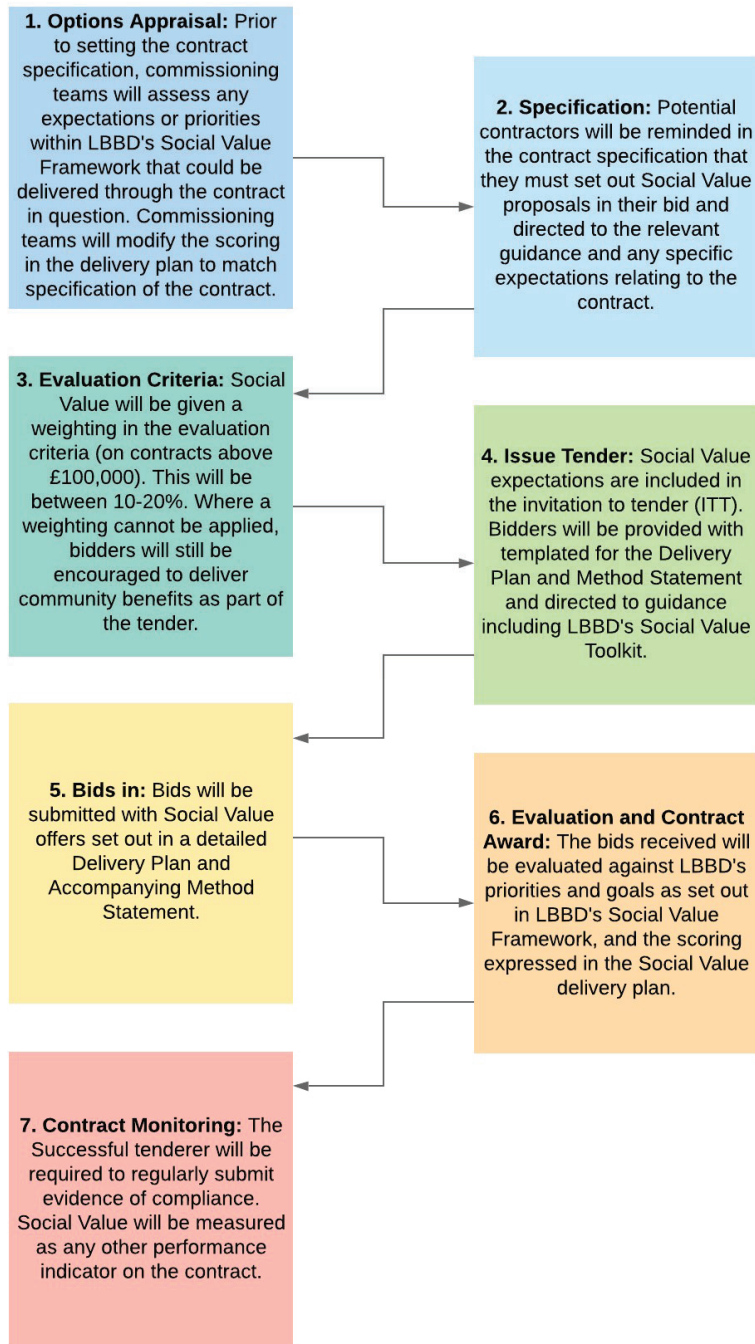 1. Options Appraisal: Prior
to setting the contract
specification, commissioning
teams will assess any
expectations or priorities
within LBBD's Social Value
Framework that could be
delivered through the contract
in question. Commissioning
teams will modify the scoring
in the delivery plan to match
specification of the contract.
2. Specification: Potential
contractors will be reminded in
the contract specification that
they must set out Social Value
proposals in their bid and
directed to the relevant
guidance and any specific
expectations relating to the
contract.
3. Evaluation Criteria: Social
Value will be given a
weighting in the evaluation
criteria (on contracts above
£100,000). This will be
between 10-20%. Where a
weighting cannot be applied,
bidders will still be
encouraged to deliver
community benefits as part of
the tender.
4. Issue Tender: Social Value
expectations are included in
the invitation to tender (ITT).
Bidders will be provided with
templated for the Delivery
Plan and Method Statement
and directed to guidance
including LBBD's Social Value
Toolkit.
5. Bids in: Bids will be
submitted with Social Value
offers set out in a detailed
Delivery Plan and
Accompanying Method
Statement.
6. Evaluation and Contract
Award: The bids received will
be evaluated against LBBD's
priorities and goals as set out
in LBBD's Social Value
Framework, and the scoring
expressed in the Social Value
delivery plan.
7. Contract Monitoring: The
Successful tenderer will be
required to regularly submit
evidence of compliance.
Social Value will be measured
as any other performance
indicator on the contract.